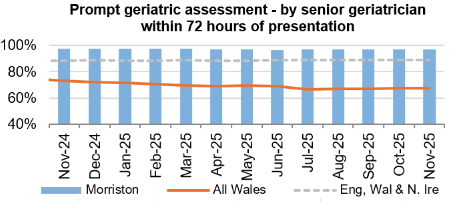 Prompt geriatric assessment - by senior geriatrician
within 72 hours of presentation
100%
80%
60%
40%
Nov-24
Dec-24
Jan-25
Feb-25
Mar-25
Apr-25
May-25
Jun-25
Jul-25
Aug-25
Sep-25
Oct-25
Nov-25
Morriston
All Wales
Eng, Wal & N. Ire